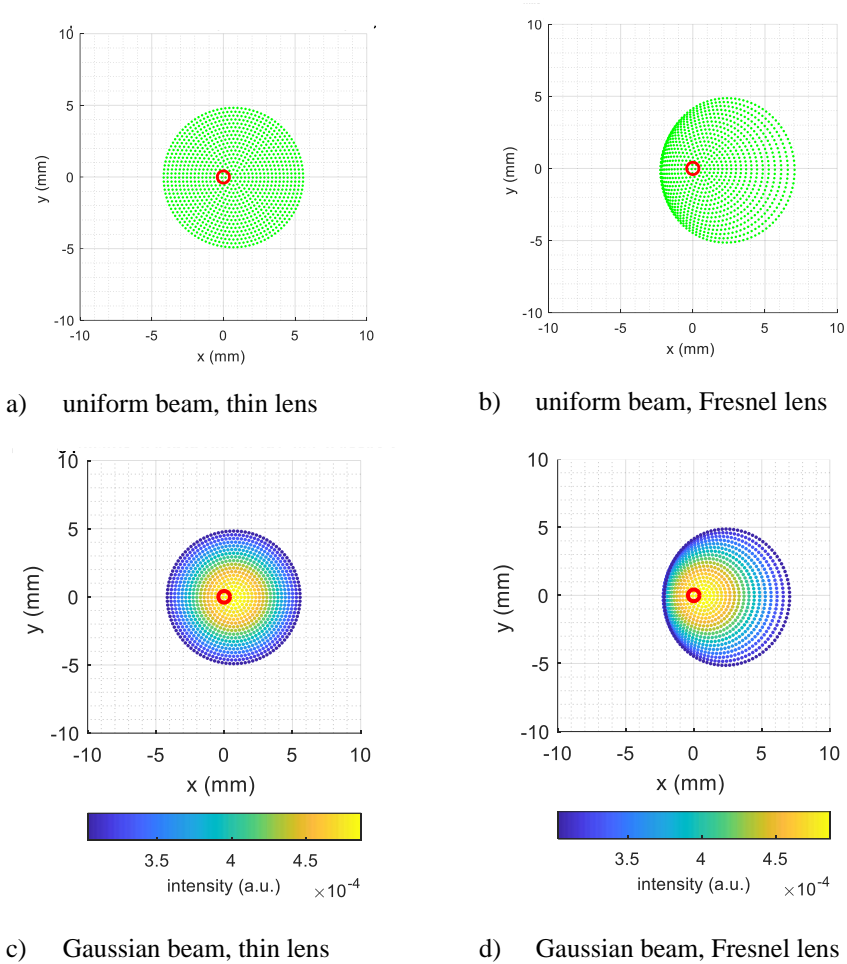 10
5
0
-5
-10
y (mm)
-10 -5 0 5 10
x (mm)
10
5
0
-5
-10
y (mm)
-10 -5 0 5 10
x (mm)
a) uniform beam, thin lens
b) uniform beam, Fresnel lens
10
5
0
-5
-10
y (mm)
-10 -5 0 5 10
x (mm)
3.5 4 4.5
intensity (a.u.) ×10-4
10
5
0
-5
-10
y (mm)
-10 -5 0 5 10
x (mm)
3.5 4 4.5
intensity (a.u.) ×10-4
c) Gaussian beam, thin lens
d) Gaussian beam, Fresnel lens